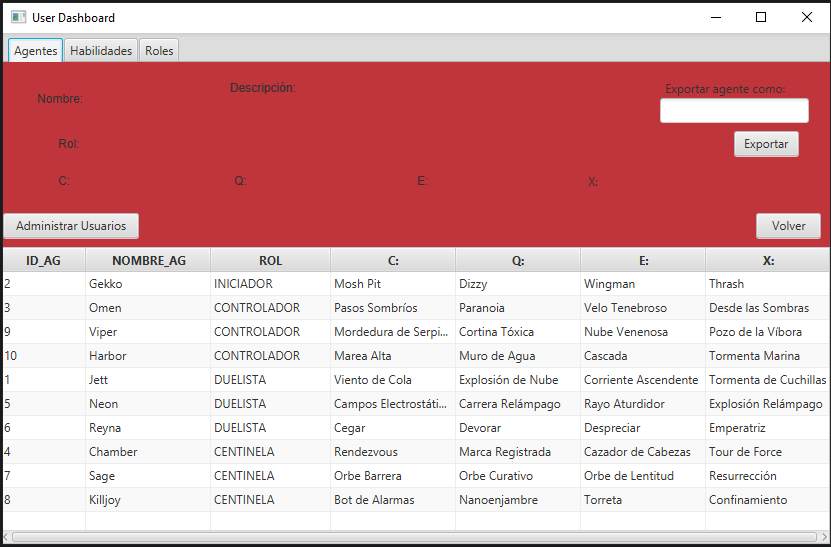 User Dashboard
Agentes Habilidades Roles
Descripción: Exportar agente como:
Nombre:
Rol: Exportar
C: Q: E: X:
Administrar Usuarios Volver
ID_AG NOMBRE_AG ROL C: Q: E: X:
2 Gekko INICIADOR Mosh Pit Dizzy Wingman Thrash
3 Omen CONTROLADOR Pasos Sombríos Paranoia Velo Tenebroso Desde las Sombras
9 Viper CONTROLADOR Mordedura de Serpi... Cortina Tóxica Nube Venenosa Pozo de la Víbora
10 Harbor CONTROLADOR Marea Alta Muro de Agua Cascada Tormenta Marina
1 Jett DUELISTA Viento de Cola Explosión de Nube Corriente Ascendente Tormenta de Cuchillas
5 Neon DUELISTA Campos Electrostáti... Carrera Relámpago Rayo Aturdidor Explosión Relámpago
6 Reyna DUELISTA Cegar Devorar Despreciar Emperatriz
4 Chamber CENTINELA Rendezvous Marca Registrada Cazador de Cabezas Tour de Force
7 Sage CENTINELA Orbe Barrera Orbe Curativo Orbe de Lentitud Resurrección
8 Killjoy CENTINELA Bot de Alarmas Nanoenjambre Torreta Confinamiento